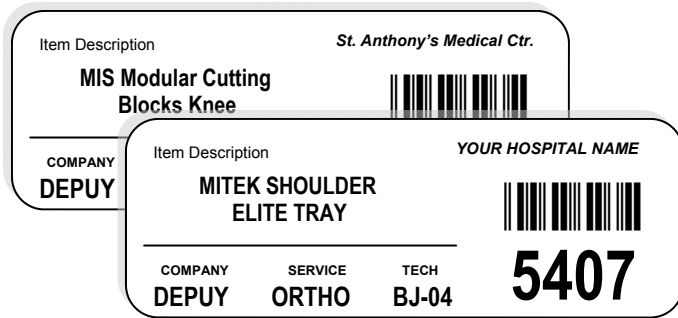 Item Description
St. Anthony's Medical Ctr.
MIS Modular Cutting
Blocks Knee
COMPANY
DEPUY
Item Description
YOUR HOSPITAL NAME
MITEK SHOULDER
ELITE TRAY
COMPANY SERVICE TECH
DEPUY ORTHO BJ-04
5407